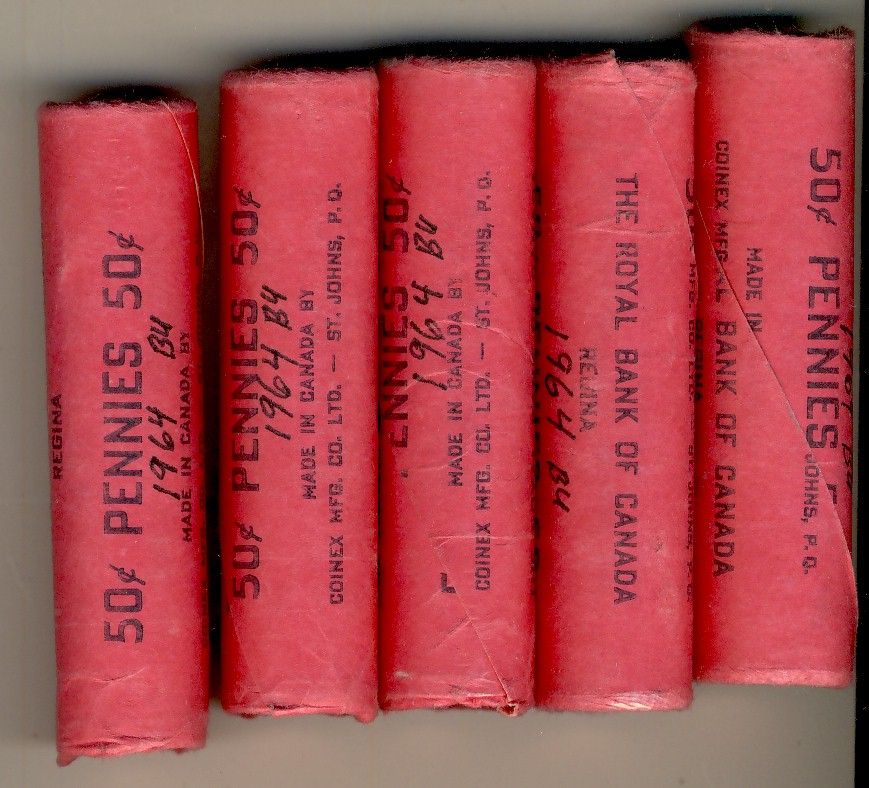 REGINA
50¢ PENNIES 50¢
1964 BU
MADE IN CANADA BY
50¢ PENNIES 50¢
1964 BU
MADE IN CANADA BY
COINEX MFG. CO. LTD. — ST. JOHNS, P. Q.
ENNIES 50¢
1964 BU
MADE IN CANADA BY
COINEX MFG. CO. LTD. — ST. JOHNS, P. Q.
THE ROYAL BANK OF CANADA
REGINA
1964 BU
50¢ PENNIES
MADE IN
COINEX MFG
AL BANK OF CANADA
JOHNS, P. Q.